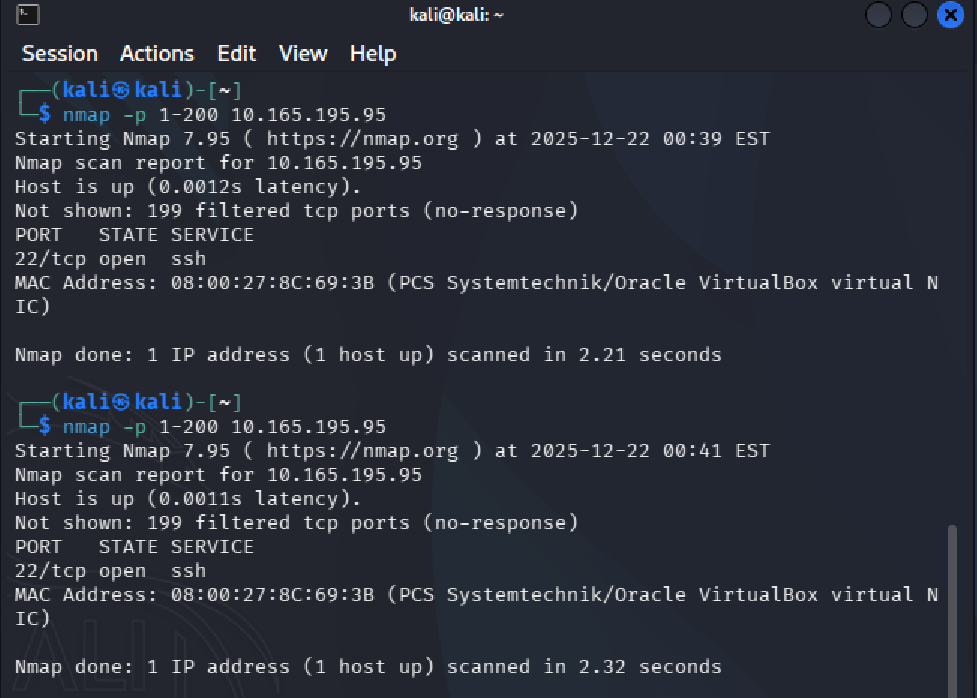 kali@kali: ~
Session Actions Edit View Help
┌──(kali㉿kali)-[~]
└─$ nmap -p 1-200 10.165.195.95
Starting Nmap 7.95 ( https://nmap.org ) at 2025-12-22 00:39 EST
Nmap scan report for 10.165.195.95
Host is up (0.0012s latency).
Not shown: 199 filtered tcp ports (no-response)
PORT   STATE SERVICE
22/tcp open  ssh
MAC Address: 08:00:27:8C:69:3B (PCS Systemtechnik/Oracle VirtualBox virtual N
IC)
Nmap done: 1 IP address (1 host up) scanned in 2.21 seconds
┌──(kali㉿kali)-[~]
└─$ nmap -p 1-200 10.165.195.95
Starting Nmap 7.95 ( https://nmap.org ) at 2025-12-22 00:41 EST
Nmap scan report for 10.165.195.95
Host is up (0.0011s latency).
Not shown: 199 filtered tcp ports (no-response)
PORT   STATE SERVICE
22/tcp open  ssh
MAC Address: 08:00:27:8C:69:3B (PCS Systemtechnik/Oracle VirtualBox virtual N
IC)
Nmap done: 1 IP address (1 host up) scanned in 2.32 seconds